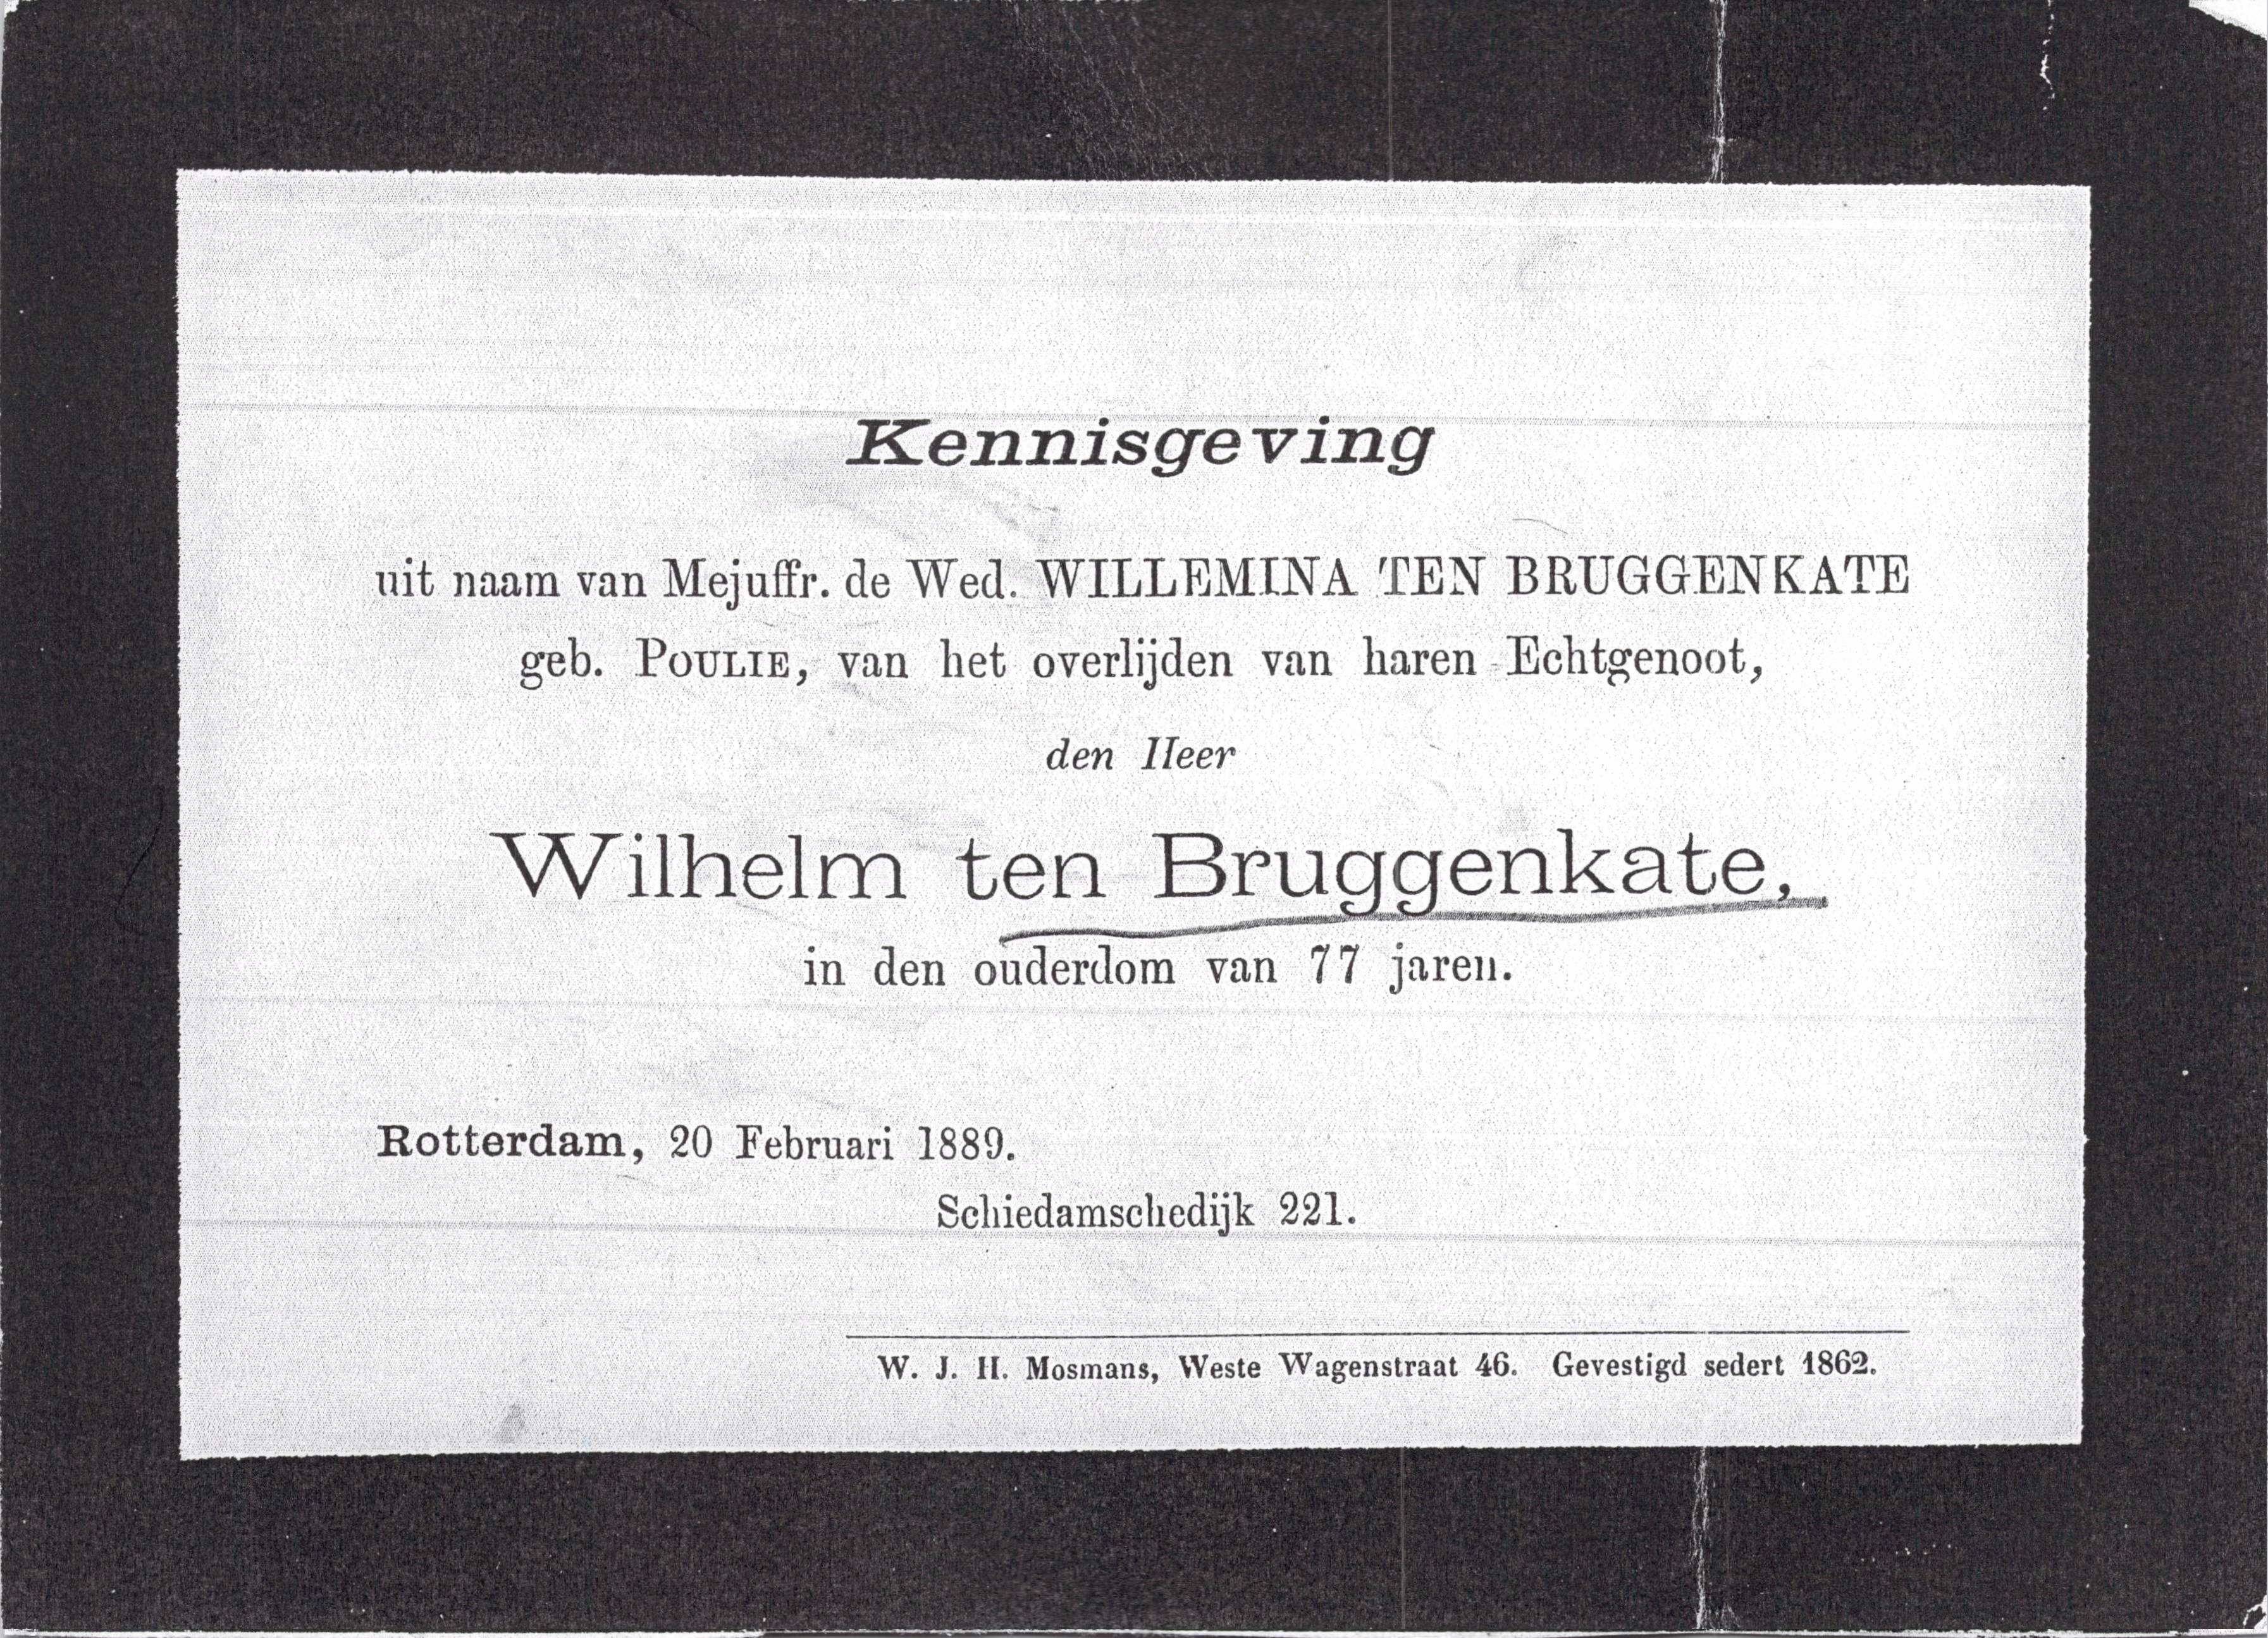 Kennisgeving
uit naam van Mejuffr. de Wed. WILLEMINA TEN BRUGGENKATE
geb. POULIE, van het overlijden van haren Echtgenoot,
den Heer
Wilhelm ten Bruggenkate,
in den ouderdom van 77 jaren.
Rotterdam, 20 Februari 1889.
Schiedamschedijk 221.
W. J. H. Mosmans, Weste Wagenstraat 46. Gevestigd sedert 1862.